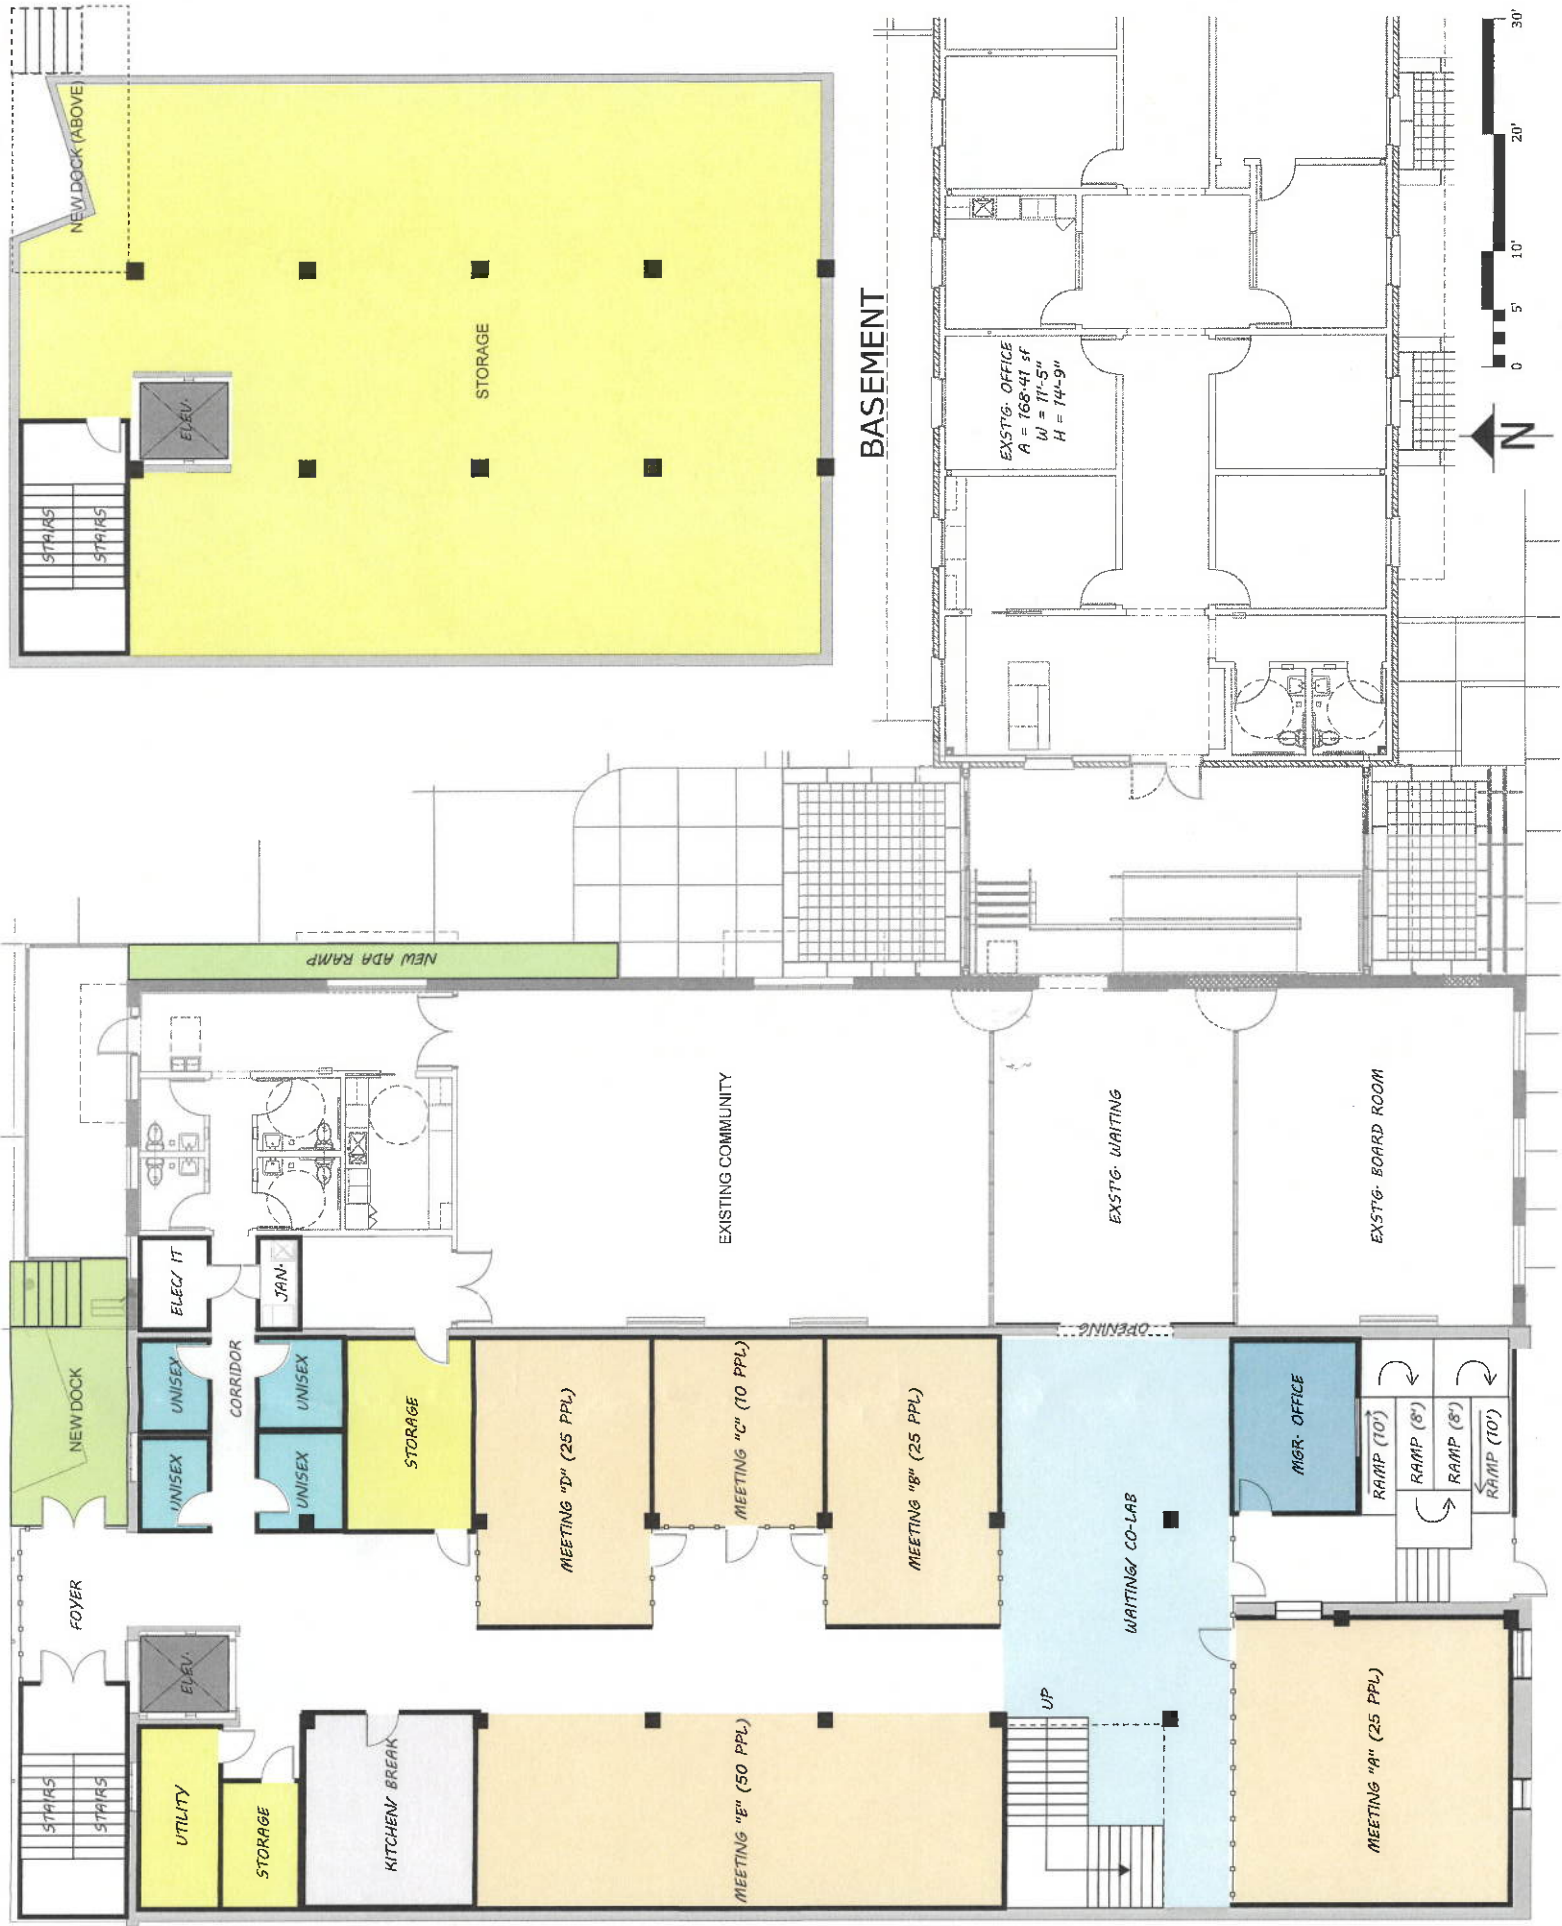 NEW DOCK (ABOVE)
STAIRS
STAIRS
ELEV.
STORAGE
BASEMENT
EXST'G. OFFICE
A = 168.41 sf
W = 11'-5"
H = 14'-9"
0
5'
10'
20'
30'
N
NEW ADA RAMP
EXISTING COMMUNITY
EXST'G. WAITING
EXST'G. BOARD ROOM
ELEC/ IT
JAN.
OPENING
NEW DOCK
UNISEX
UNISEX
CORRIDOR
UNISEX
UNISEX
STORAGE
MEETING "D" (25 PPL)
MEETING "C" (10 PPL)
MEETING "B" (25 PPL)
WAITING/ CO-LAB
MGR. OFFICE
RAMP (10')
RAMP (8')
RAMP (8')
RAMP (10')
FOYER
ELEV.
UP
STAIRS
STAIRS
UTILITY
STORAGE
KITCHEN/ BREAK
MEETING "E" (50 PPL)
MEETING "A" (25 PPL)